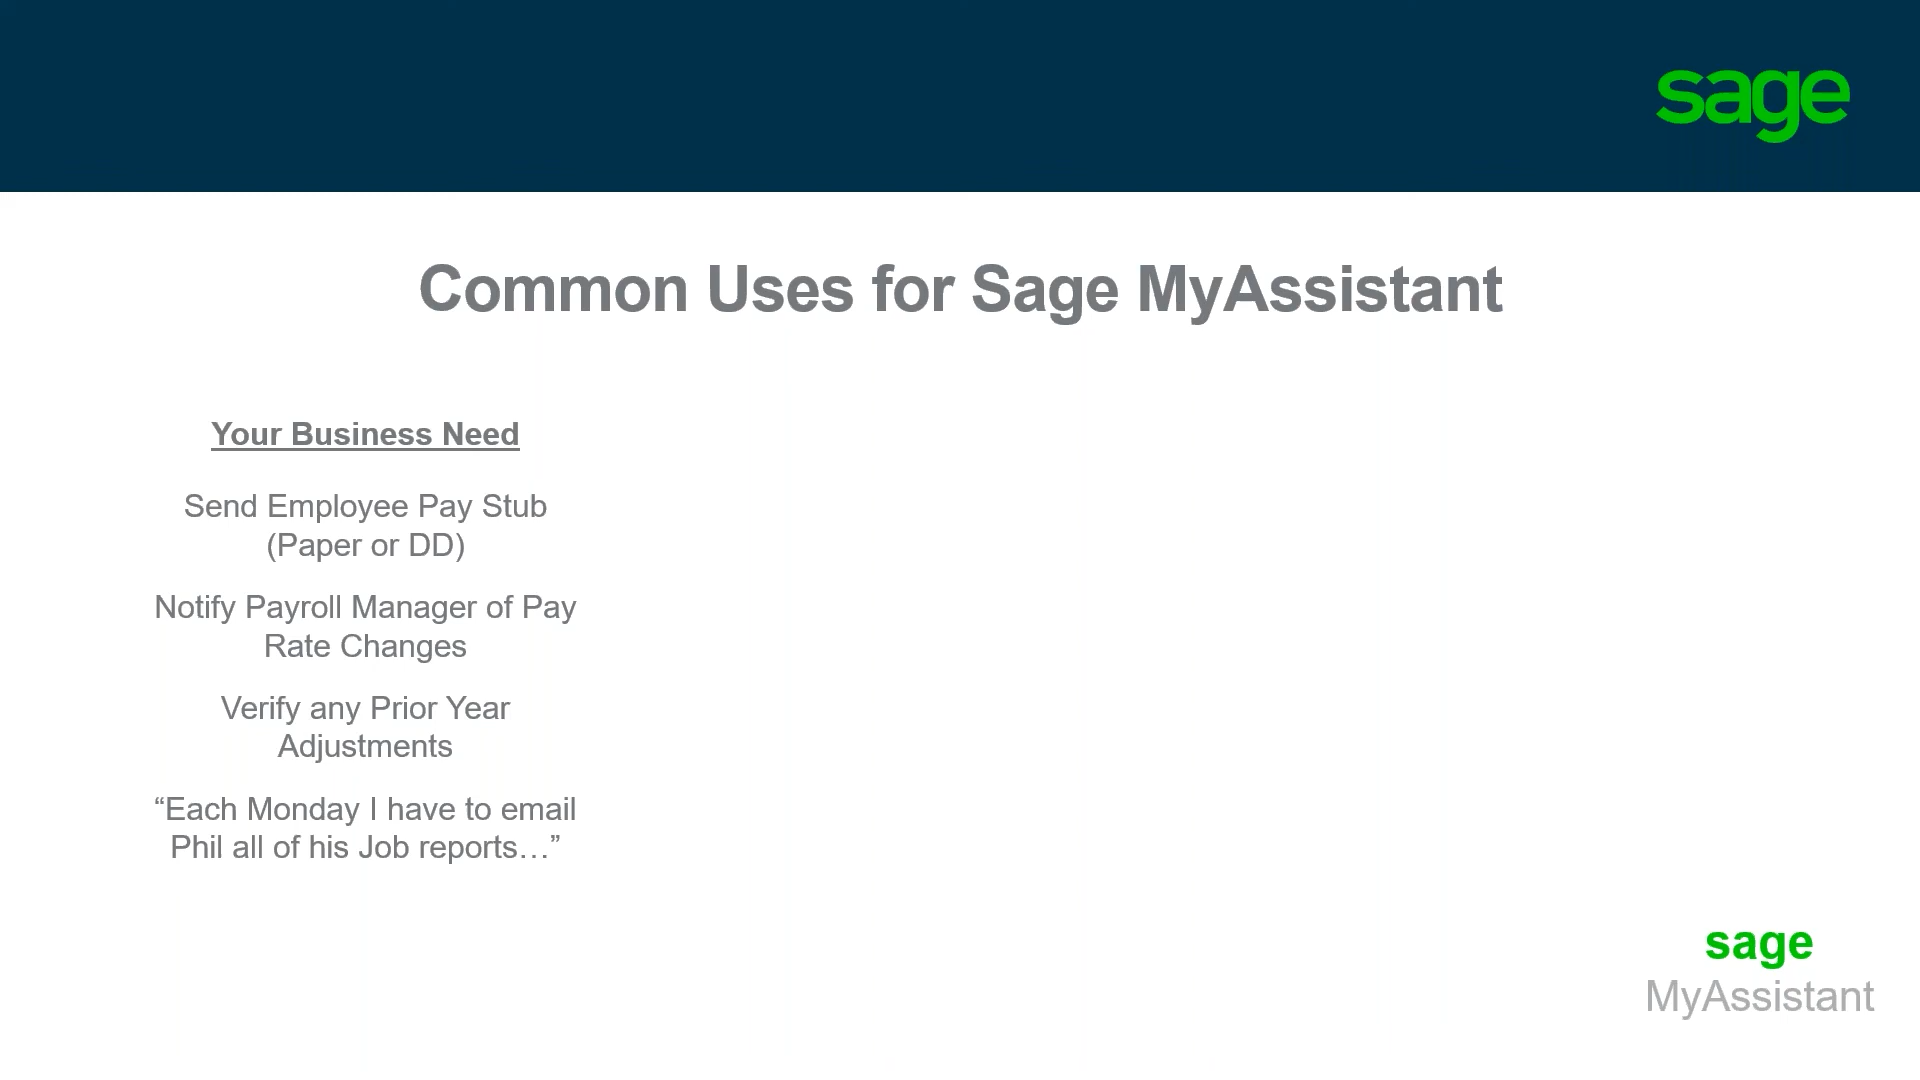 sage
Common Uses for Sage MyAssistant
Your Business Need
Send Employee Pay Stub
(Paper or DD)
Notify Payroll Manager of Pay
Rate Changes
Verify any Prior Year
Adjustments
“Each Monday I have to email
Phil all of his Job reports…”
sage
MyAssistant